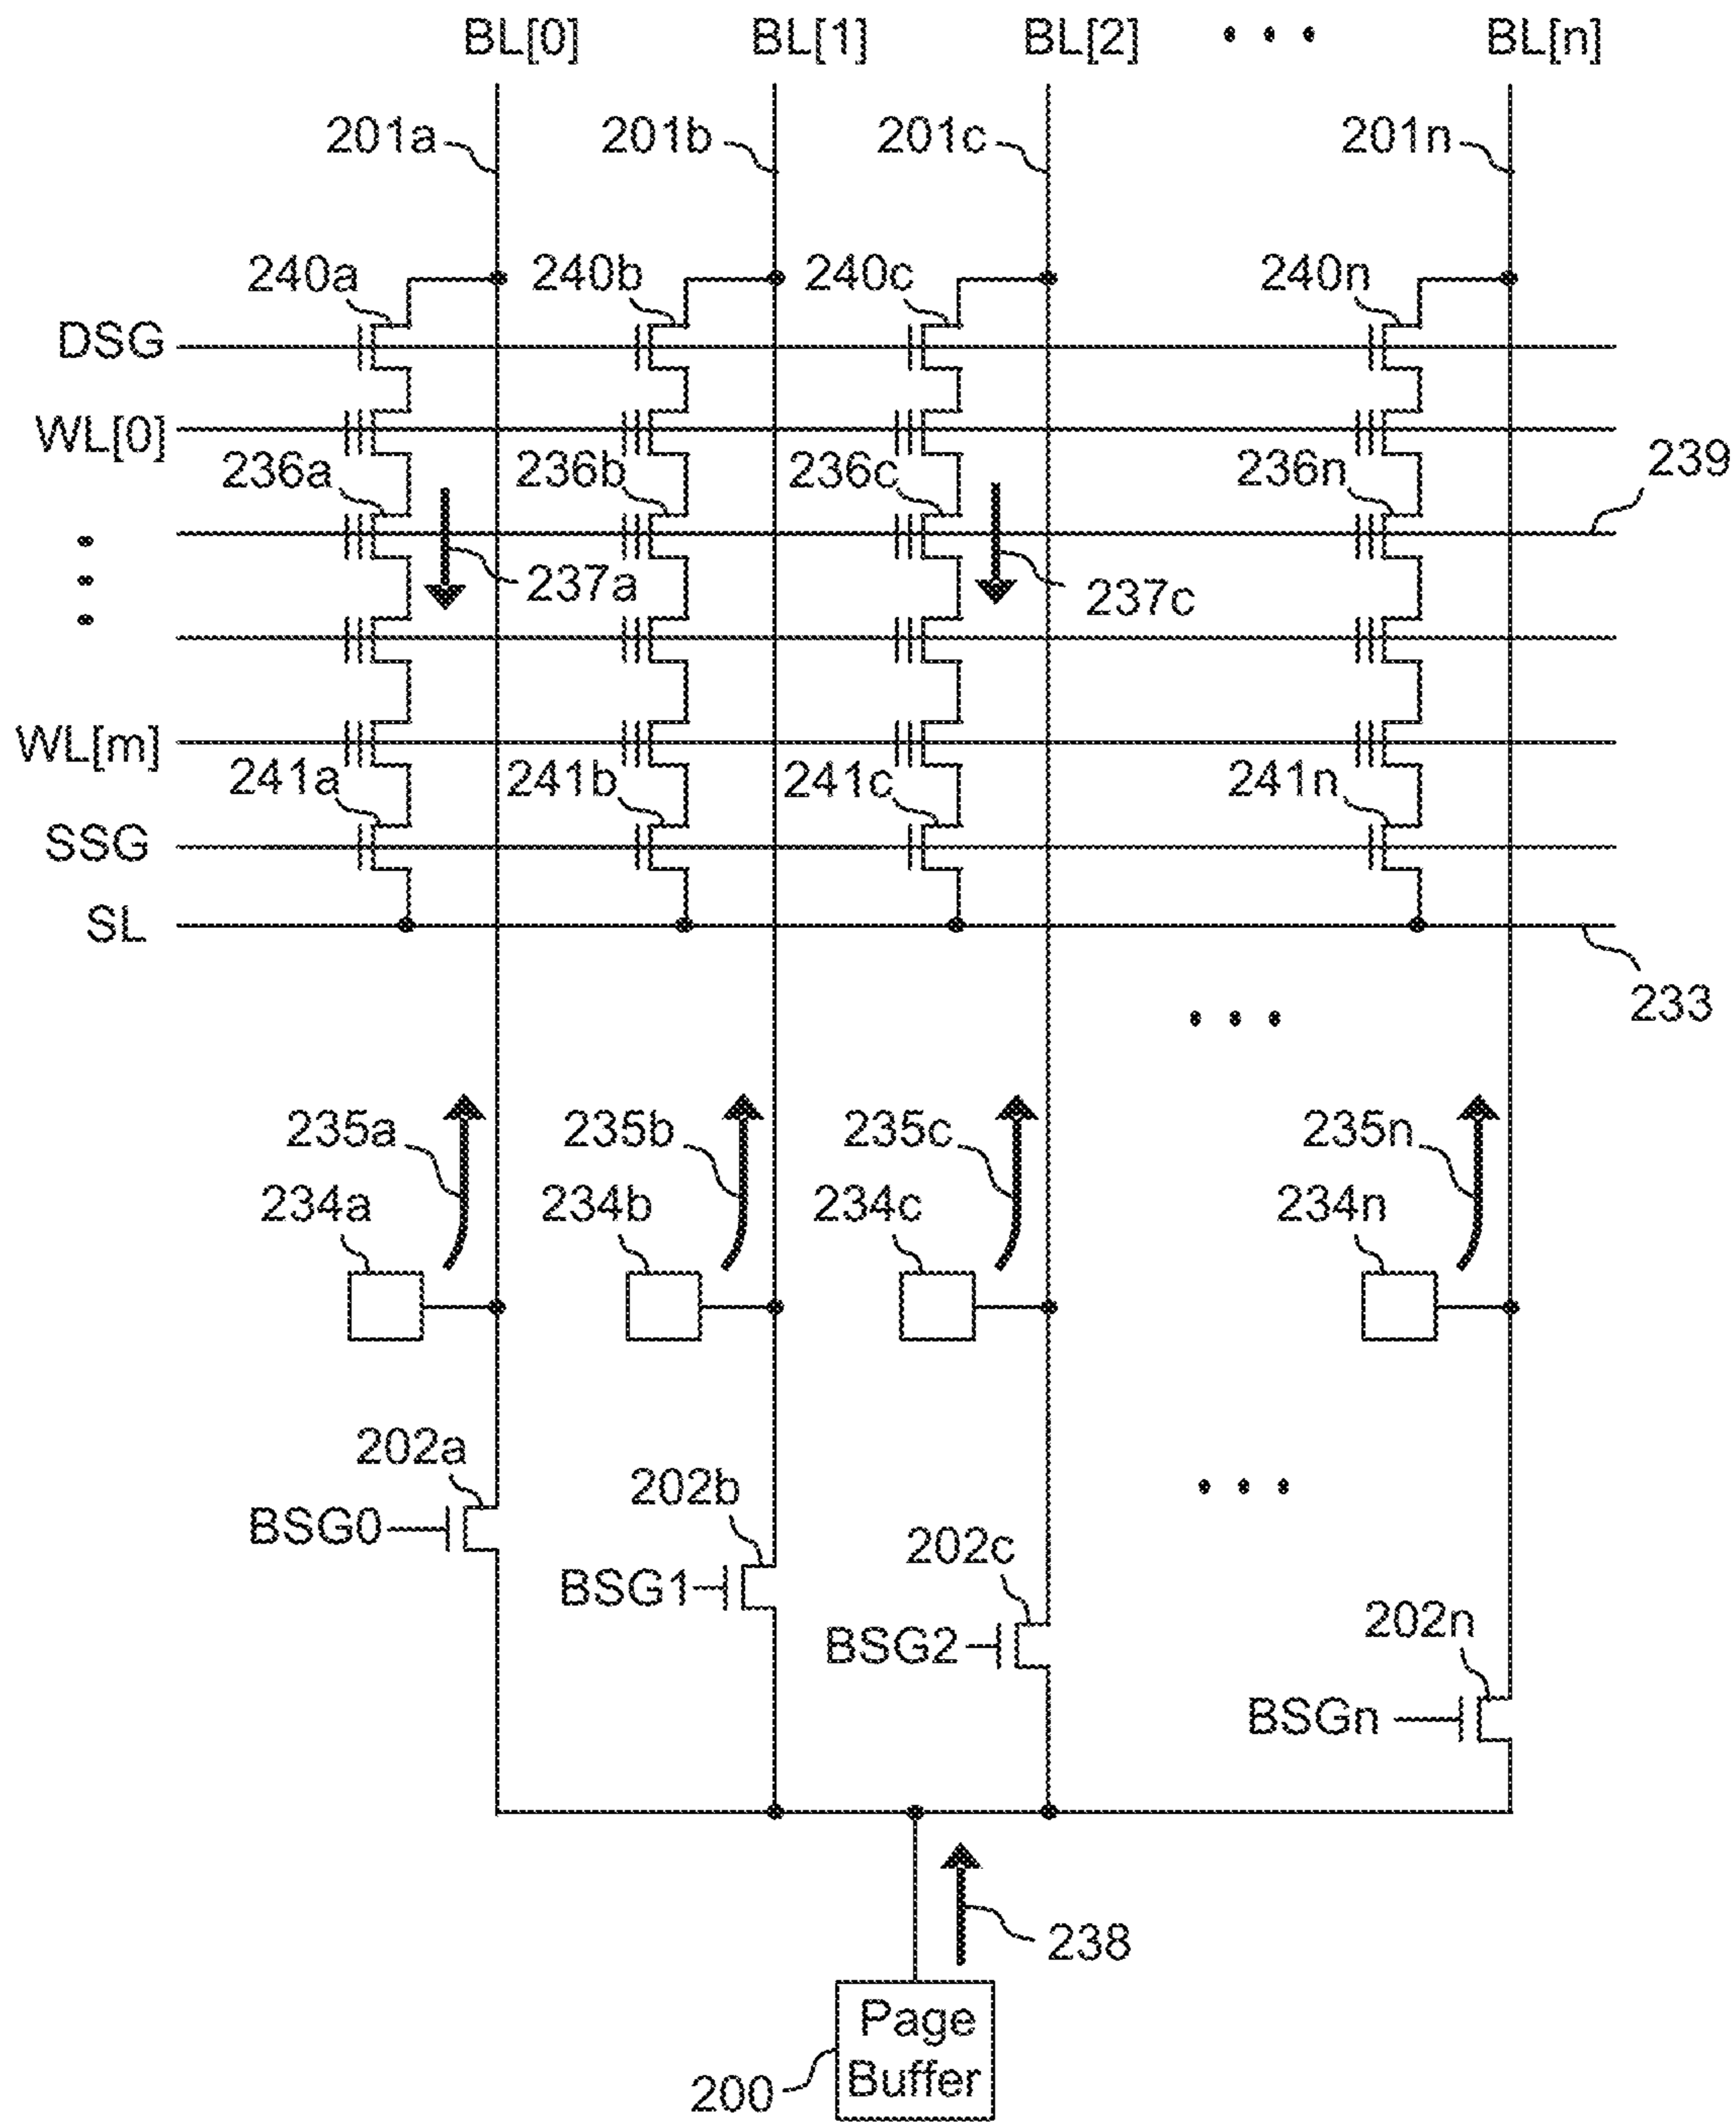 BL[0] BL[1] BL[2] • • • BL[n]
201a 201b 201c 201n
240a 240b 240c 240n
DSG
WL[0]
236a 236b 236c 236n 239
237a 237c
WL[m]
241a 241b 241c 241n
SSG
SL
233
235a 235b 235c 235n
234a 234b 234c 234n
202a
BSG0
202b
BSG1
202c
BSG2
202n
BSGn
238
Page
Buffer
200